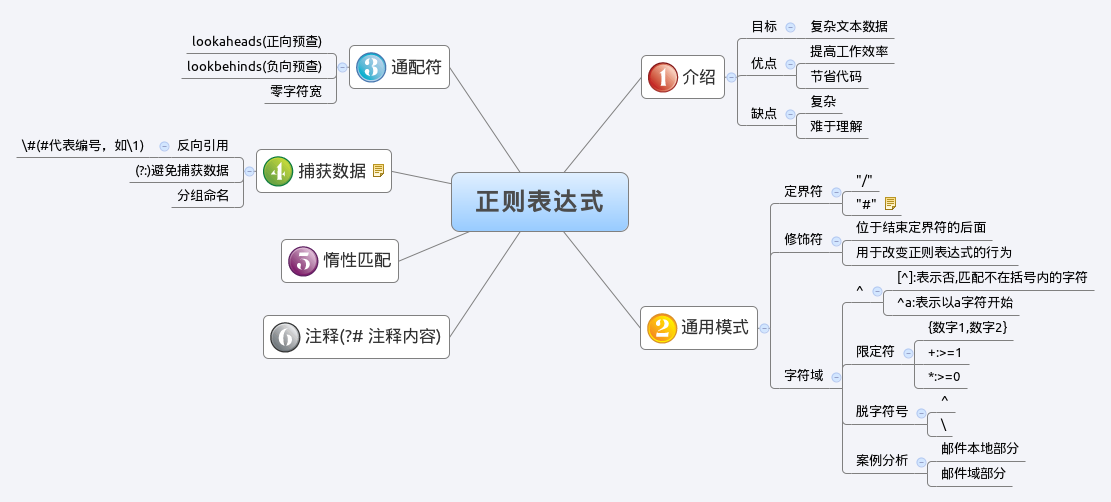 正则表达式
1 介绍
目标
复杂文本数据
优点
提高工作效率
节省代码
缺点
复杂
难于理解
2 通用模式
定界符
"/"
"#"
修饰符
位于结束定界符的后面
用于改变正则表达式的行为
字符域
^
[^]:表示否,匹配不在括号内的字符
^a:表示以a字符开始
限定符
{数字1,数字2}
+:>=1
*:>=0
脱字符号
^
\
案例分析
邮件本地部分
邮件域部分
3 通配符
lookaheads(正向预查)
lookbehinds(负向预查)
零字符宽
4 捕获数据
反向引用
\#(#代表编号，如\1)
(?:)避免捕获数据
分组命名
5 惰性匹配
6 注释(?# 注释内容)